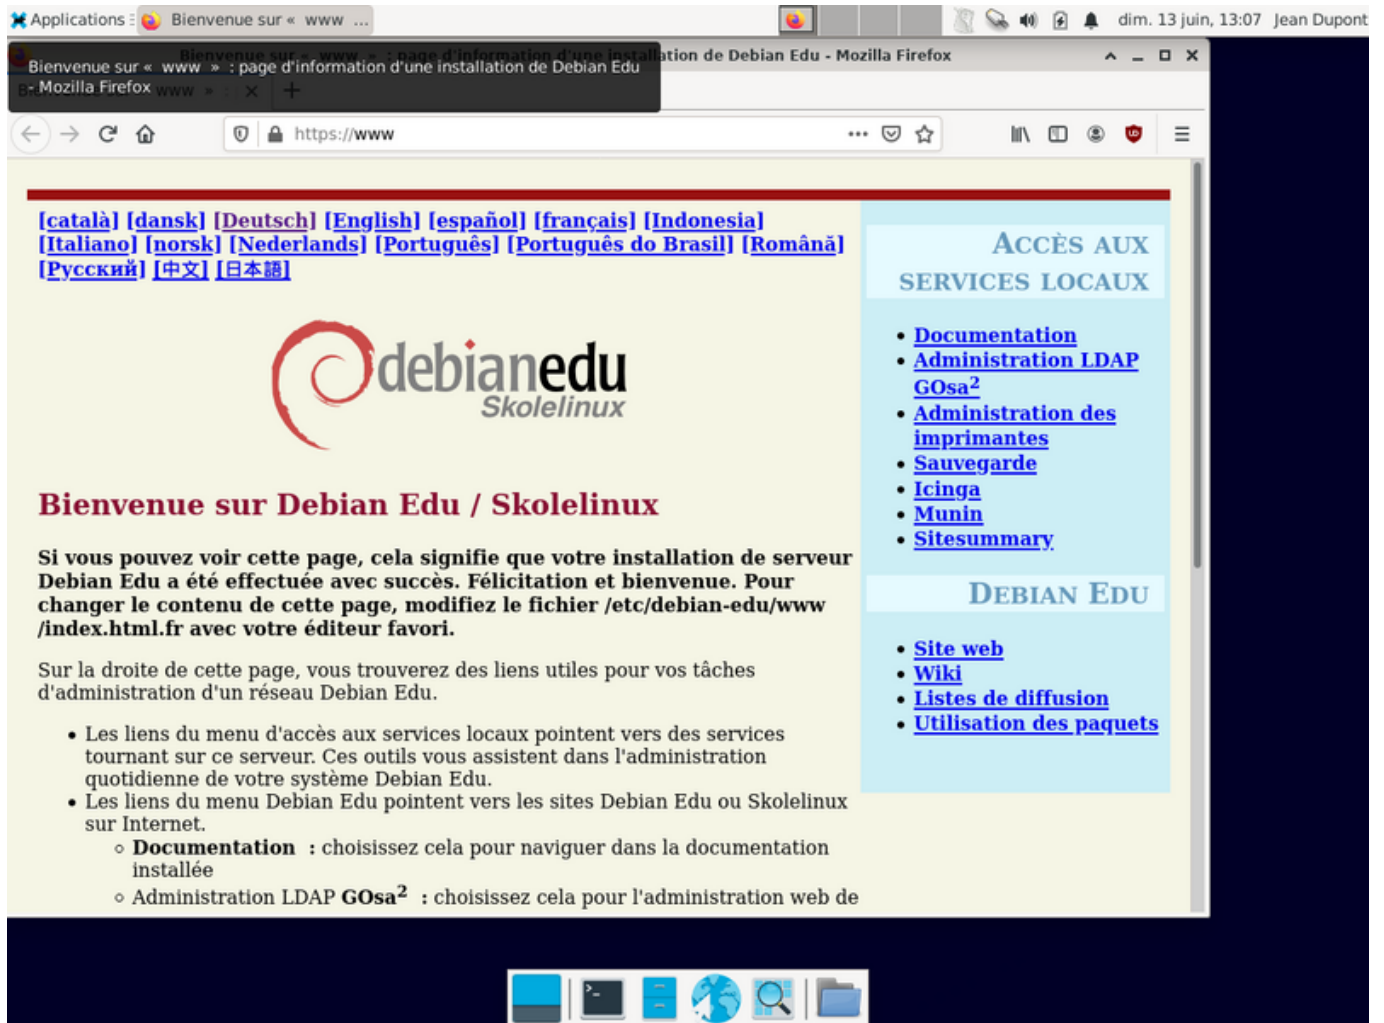 Applications
Bienvenue sur « www ...
dim. 13 juin, 13:07 Jean Dupont
Bienvenue sur « www » : page d'information d'une installation de Debian Edu - Mozilla Firefox
Bienvenue sur « www » : page d'information d'une installation de Debian Edu
- Mozilla Firefox
https://www
[català] [dansk] [Deutsch] [English] [español] [français] [Indonesia]
[Italiano] [norsk] [Nederlands] [Português] [Português do Brasil] [Română]
[Русский] [中文] [日本語]
debianedu
Skolelinux
Bienvenue sur Debian Edu / Skolelinux
Si vous pouvez voir cette page, cela signifie que votre installation de serveur
Debian Edu a été effectuée avec succès. Félicitation et bienvenue. Pour
changer le contenu de cette page, modifiez le fichier /etc/debian-edu/www
/index.html.fr avec votre éditeur favori.
Sur la droite de cette page, vous trouverez des liens utiles pour vos tâches
d'administration d'un réseau Debian Edu.
• Les liens du menu d'accès aux services locaux pointent vers des services
tournant sur ce serveur. Ces outils vous assistent dans l'administration
quotidienne de votre système Debian Edu.
• Les liens du menu Debian Edu pointent vers les sites Debian Edu ou Skolelinux
sur Internet.
◦ Documentation : choisissez cela pour naviguer dans la documentation
installée
◦ Administration LDAP GOsa² : choisissez cela pour l'administration web de
Accès aux
services locaux
• Documentation
• Administration LDAP
GOsa²
• Administration des
imprimantes
• Sauvegarde
• Icinga
• Munin
• Sitesummary
Debian Edu
• Site web
• Wiki
• Listes de diffusion
• Utilisation des paquets